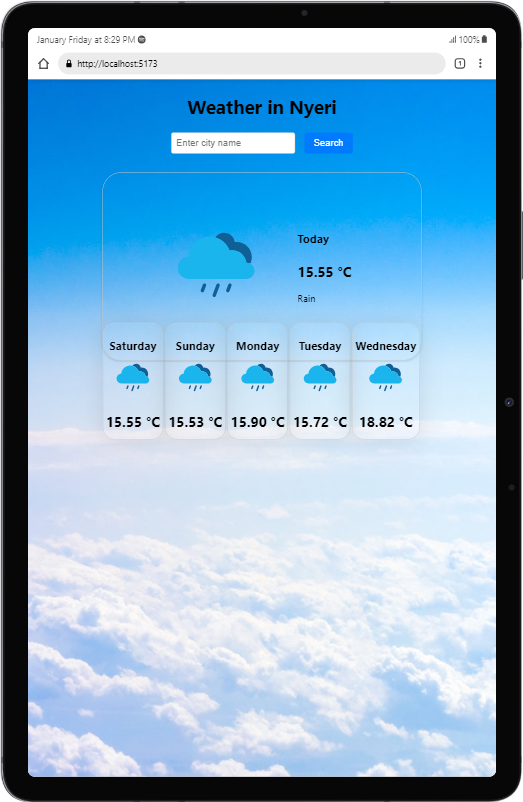 January Friday at 8:29 PM 100%
http://localhost:5173 1
Weather in Nyeri
Enter city name Search
Today
15.55 °C
Rain
Saturday Sunday Monday Tuesday Wednesday
15.55 °C 15.53 °C 15.90 °C 15.72 °C 18.82 °C